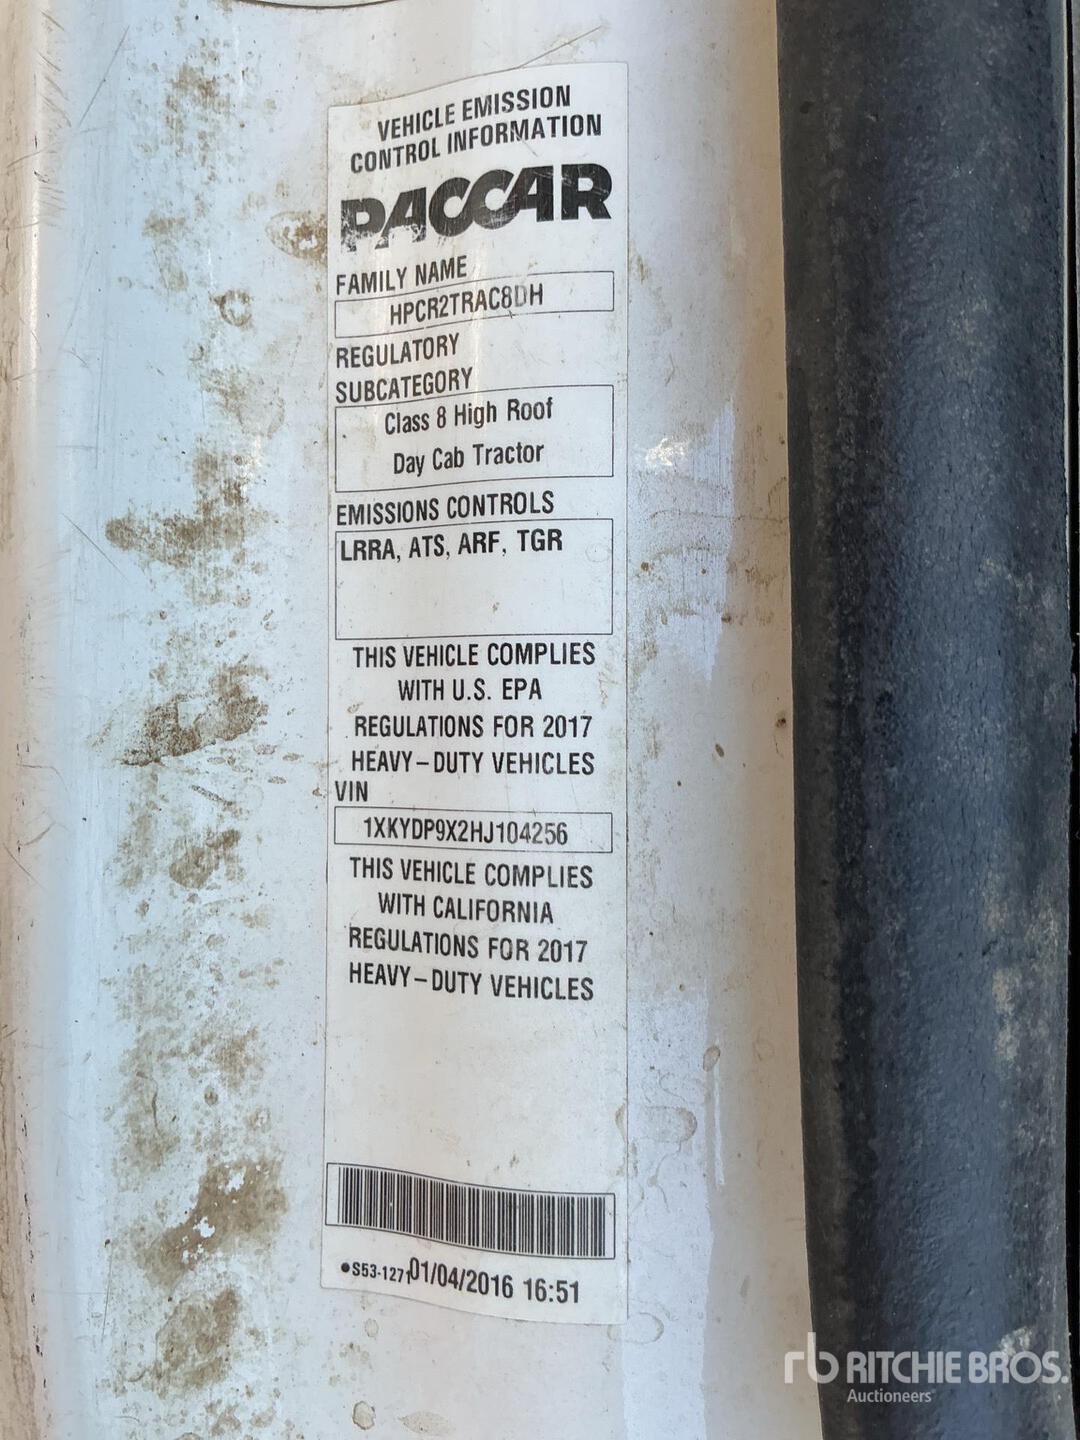 VEHICLE EMISSION
CONTROL INFORMATION
PACCAR
FAMILY NAME
HPCR2TRAC8DH
REGULATORY
SUBCATEGORY
Class 8 High Roof
Day Cab Tractor
EMISSIONS CONTROLS
LRRA, ATS, ARF, TGR
THIS VEHICLE COMPLIES
WITH U.S. EPA
REGULATIONS FOR 2017
HEAVY-DUTY VEHICLES
VIN
1XKYDP9X2HJ104256
THIS VEHICLE COMPLIES
WITH CALIFORNIA
REGULATIONS FOR 2017
HEAVY-DUTY VEHICLES
•S53-1271 01/04/2016 16:51
rb RITCHIE BROS.
Auctioneers